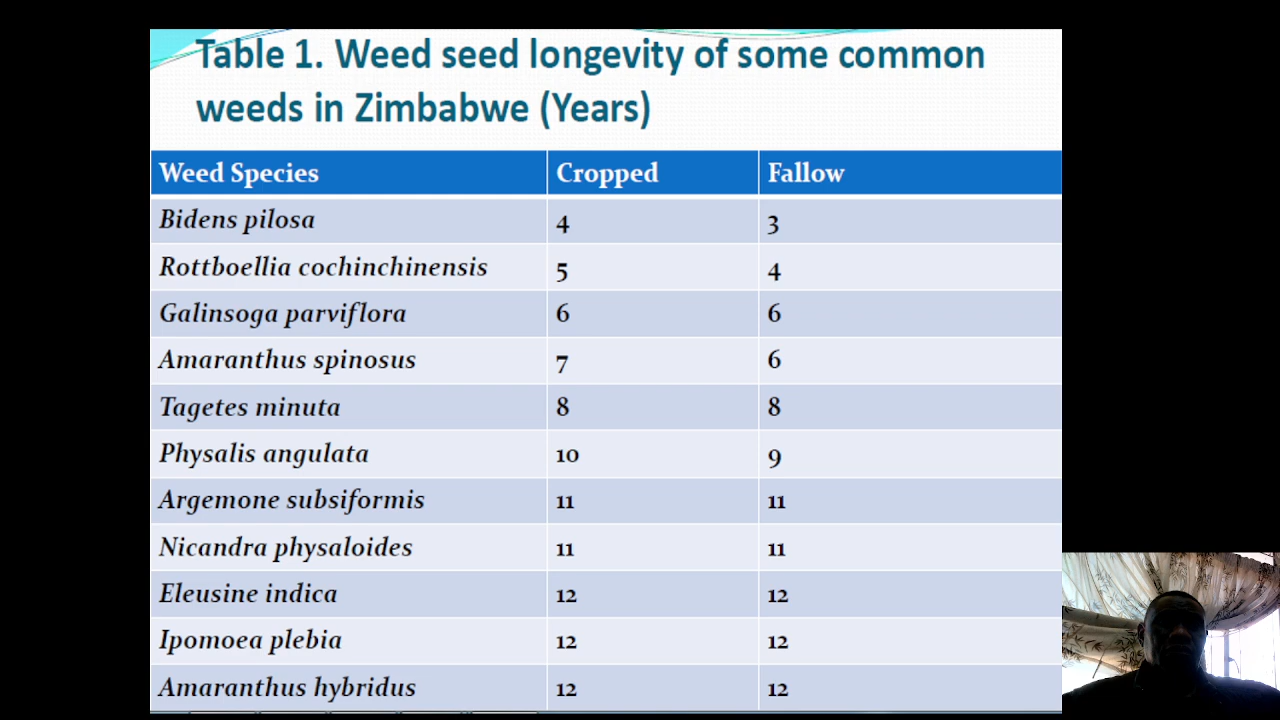 Table 1. Weed seed longevity of some common
weeds in Zimbabwe (Years)
Weed Species Cropped Fallow
Bidens pilosa 4 3
Rottboellia cochinchinensis 5 4
Galinsoga parviflora 6 6
Amaranthus spinosus 7 6
Tagetes minuta 8 8
Physalis angulata 10 9
Argemone subsiformis 11 11
Nicandra physaloides 11 11
Eleusine indica 12 12
Ipomoea plebia 12 12
Amaranthus hybridus 12 12